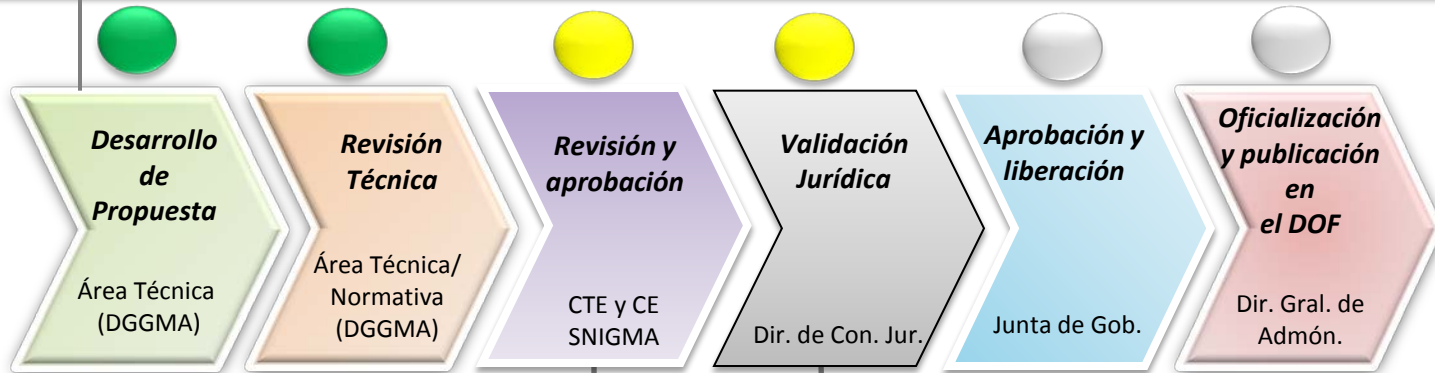 Desarrollo
de
Propuesta
Área Técnica
(DGGMA)
Revisión
Técnica
Área Técnica/
Normativa
(DGGMA)
Revisión y
aprobación
CTE y CE
SNIGMA
Validación
Jurídica
Dir. de Con. Jur.
Aprobación y
liberación
Junta de Gob.
Oficialización
y publicación
en
el DOF
Dir. Gral. de
Admón.